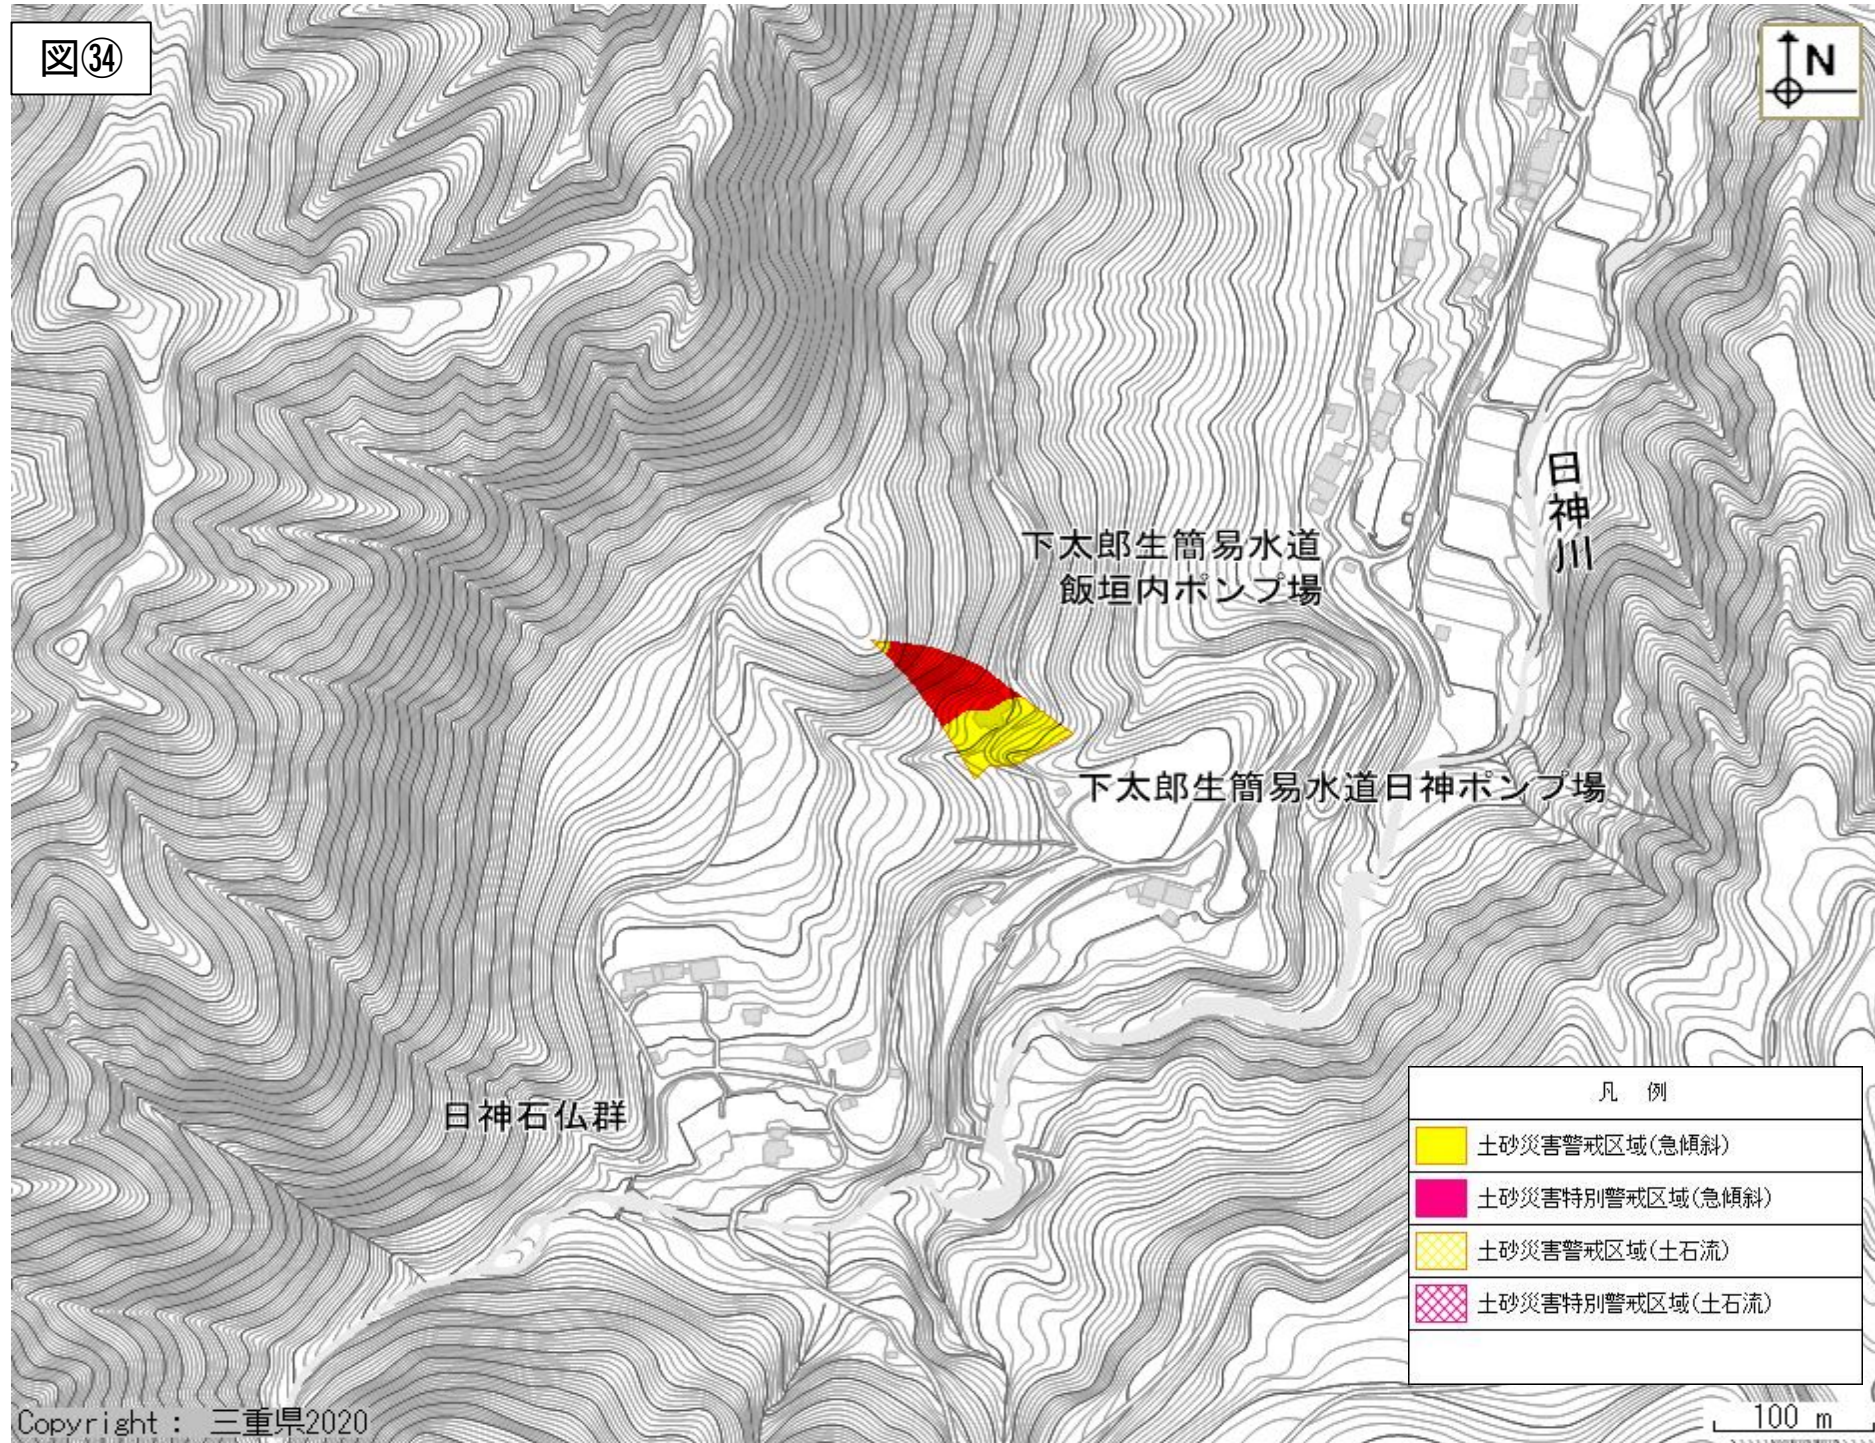 図㉞
N
下太郎生簡易水道
飯垣内ポンプ場
日神川
下太郎生簡易水道日神ポンプ場
日神石仏群
凡 例
土砂災害警戒区域(急傾斜)
土砂災害特別警戒区域(急傾斜)
土砂災害警戒区域(土石流)
土砂災害特別警戒区域(土石流)
Copyright : 三重県2020
100 m